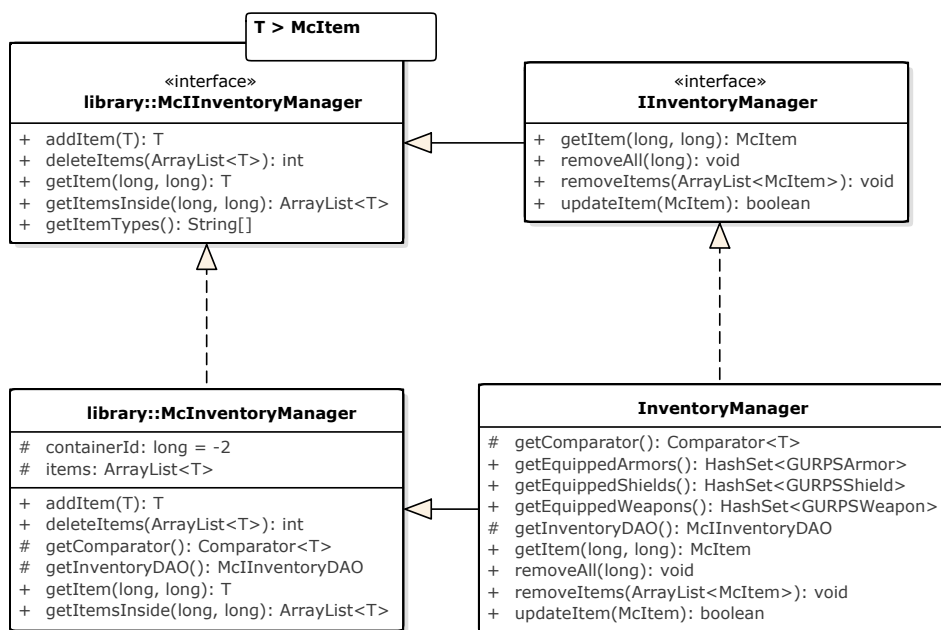 T > McItem
«interface»
library::McIInventoryManager
+ addItem(T): T
+ deleteItems(ArrayList<T>): int
+ getItem(long, long): T
+ getItemsInside(long, long): ArrayList<T>
+ getItemTypes(): String[]
«interface»
IInventoryManager
+ getItem(long, long): McItem
+ removeAll(long): void
+ removeItems(ArrayList<McItem>): void
+ updateItem(McItem): boolean
library::McInventoryManager
# containerId: long = -2
# items: ArrayList<T>
+ addItem(T): T
+ deleteItems(ArrayList<T>): int
# getComparator(): Comparator<T>
# getInventoryDAO(): McIInventoryDAO
+ getItem(long, long): T
+ getItemsInside(long, long): ArrayList<T>
InventoryManager
# getComparator(): Comparator<T>
+ getEquippedArmors(): HashSet<GURPSArmor>
+ getEquippedShields(): HashSet<GURPSShield>
+ getEquippedWeapons(): HashSet<GURPSWeapon>
# getInventoryDAO(): McIInventoryDAO
+ getItem(long, long): McItem
+ removeAll(long): void
+ removeItems(ArrayList<McItem>): void
+ updateItem(McItem): boolean